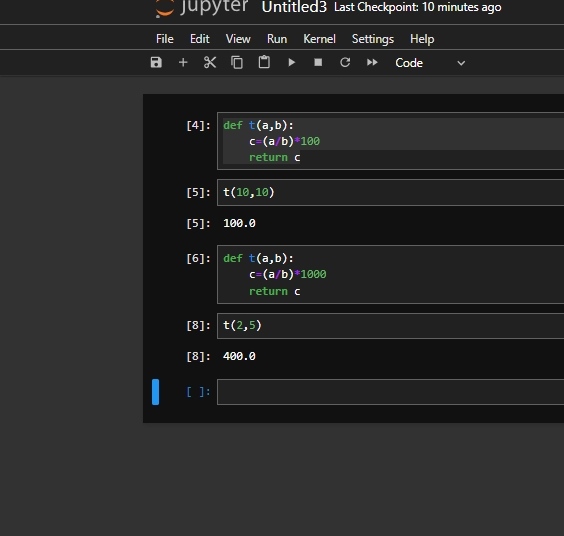 jupyter Untitled3 Last Checkpoint: 10 minutes ago
File Edit View Run Kernel Settings Help
Code
[4]: def t(a,b):
c=(a/b)*100
return c
[5]: t(10,10)
[5]: 100.0
[6]: def t(a,b):
c=(a/b)*1000
return c
[8]: t(2,5)
[8]: 400.0
[ ]: